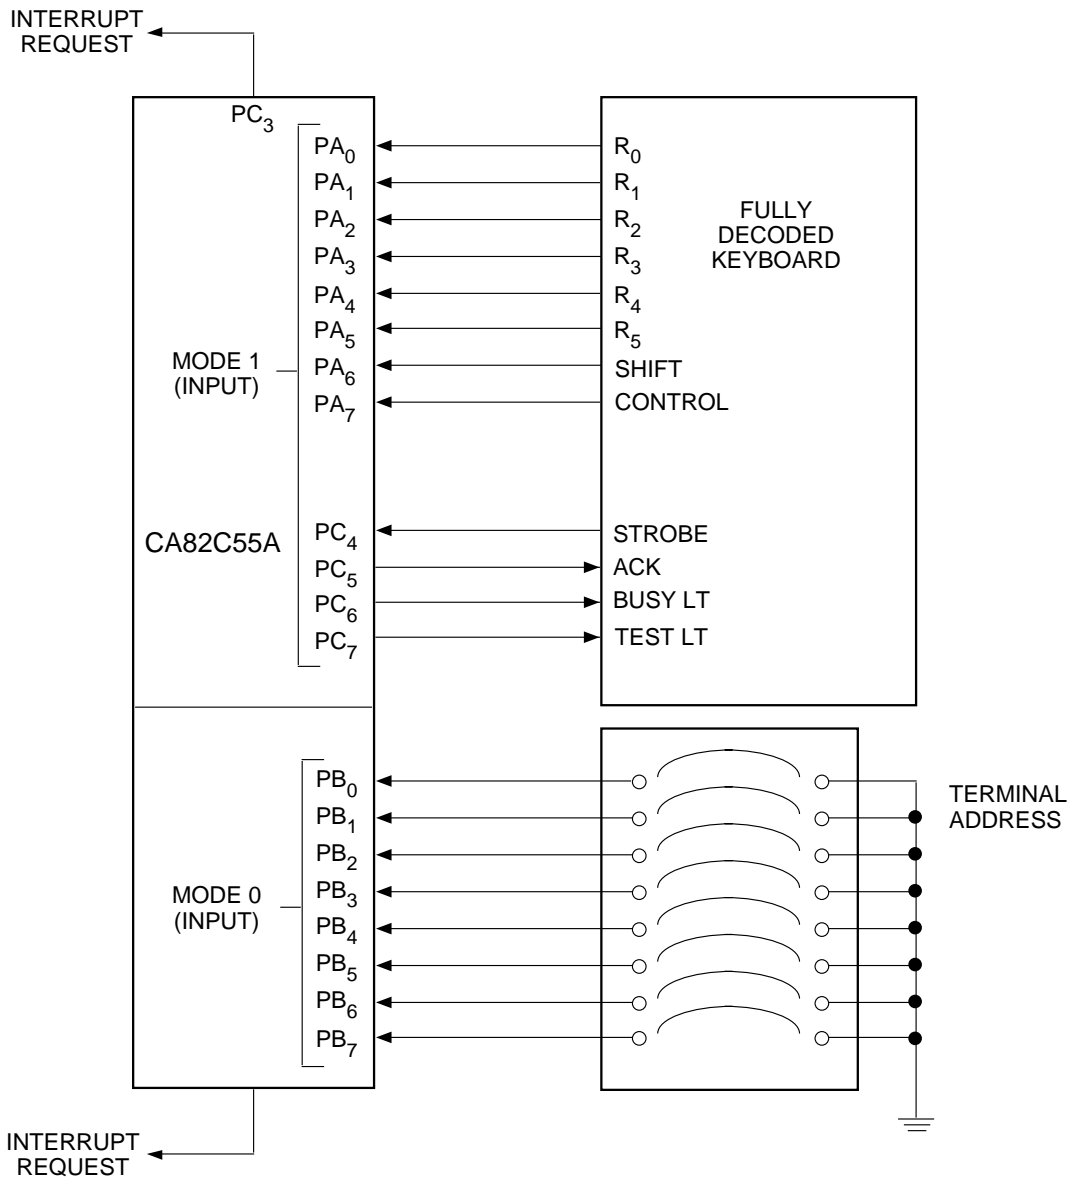 INTERRUPT
REQUEST
PC3
PA0
PA1
PA2
PA3
PA4
PA5
PA6
PA7
MODE 1
(INPUT)
CA82C55A
PC4
PC5
PC6
PC7
R0
R1
R2
R3
R4
R5
SHIFT
CONTROL
FULLY
DECODED
KEYBOARD
STROBE
ACK
BUSY LT
TEST LT
PB0
PB1
PB2
PB3
PB4
PB5
PB6
PB7
MODE 0
(INPUT)
TERMINAL
ADDRESS
INTERRUPT
REQUEST